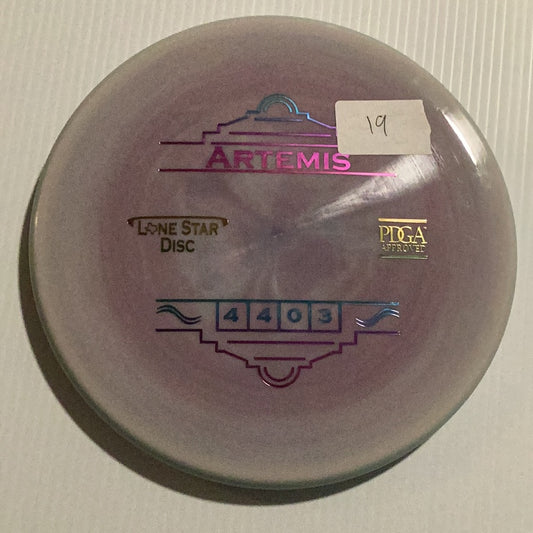 19
ARTEMIS
LONE STAR
DISC
PDGA
APPROVED
4 4 0 3